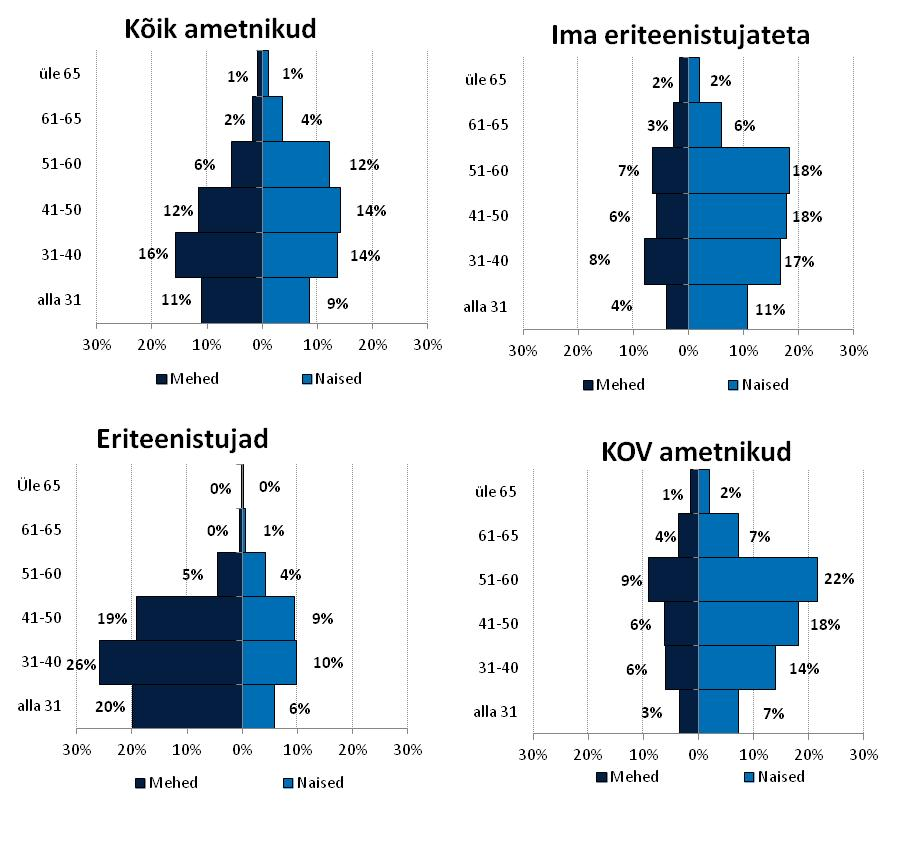 Kõik ametnikud
üle 65 1% 1%
61-65 2% 4%
51-60 6% 12%
41-50 12% 14%
31-40 16% 14%
alla 31 11% 9%
30% 20% 10% 0% 10% 20% 30%
Mehed Naised
Ima eriteenistujateta
üle 65 2% 2%
61-65 3% 6%
51-60 7% 18%
41-50 6% 18%
31-40 8% 17%
alla 31 4% 11%
30% 20% 10% 0% 10% 20% 30%
Mehed Naised
Eriteenistujad
Üle 65 0% 0%
61-65 0% 1%
51-60 5% 4%
41-50 19% 9%
31-40 26% 10%
alla 31 20% 6%
30% 20% 10% 0% 10% 20% 30%
Mehed Naised
KOV ametnikud
üle 65 1% 2%
61-65 4% 7%
51-60 9% 22%
41-50 6% 18%
31-40 6% 14%
alla 31 3% 7%
30% 20% 10% 0% 10% 20% 30%
Mehed Naised